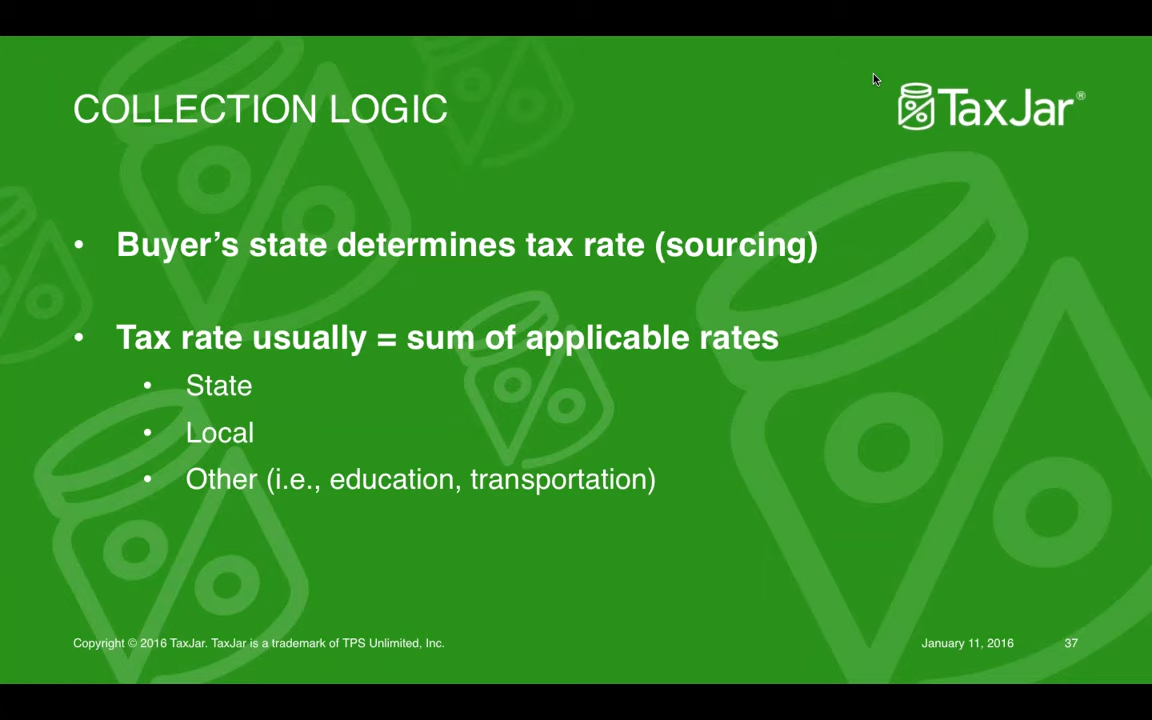 COLLECTION LOGIC
TaxJar®
• Buyer’s state determines tax rate (sourcing)
• Tax rate usually = sum of applicable rates
• State
• Local
• Other (i.e., education, transportation)
Copyright © 2016 TaxJar. TaxJar is a trademark of TPS Unlimited, Inc.
January 11, 2016 37